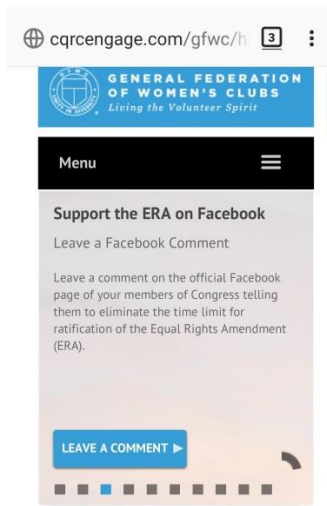 cqrcengage.com/gfwc/h
3
GENERAL FEDERATION
OF WOMEN'S CLUBS
Living the Volunteer Spirit
Menu
Support the ERA on Facebook
Leave a Facebook Comment
Leave a comment on the official Facebook
page of your members of Congress telling
them to eliminate the time limit for
ratification of the Equal Rights Amendment
(ERA).
LEAVE A COMMENT